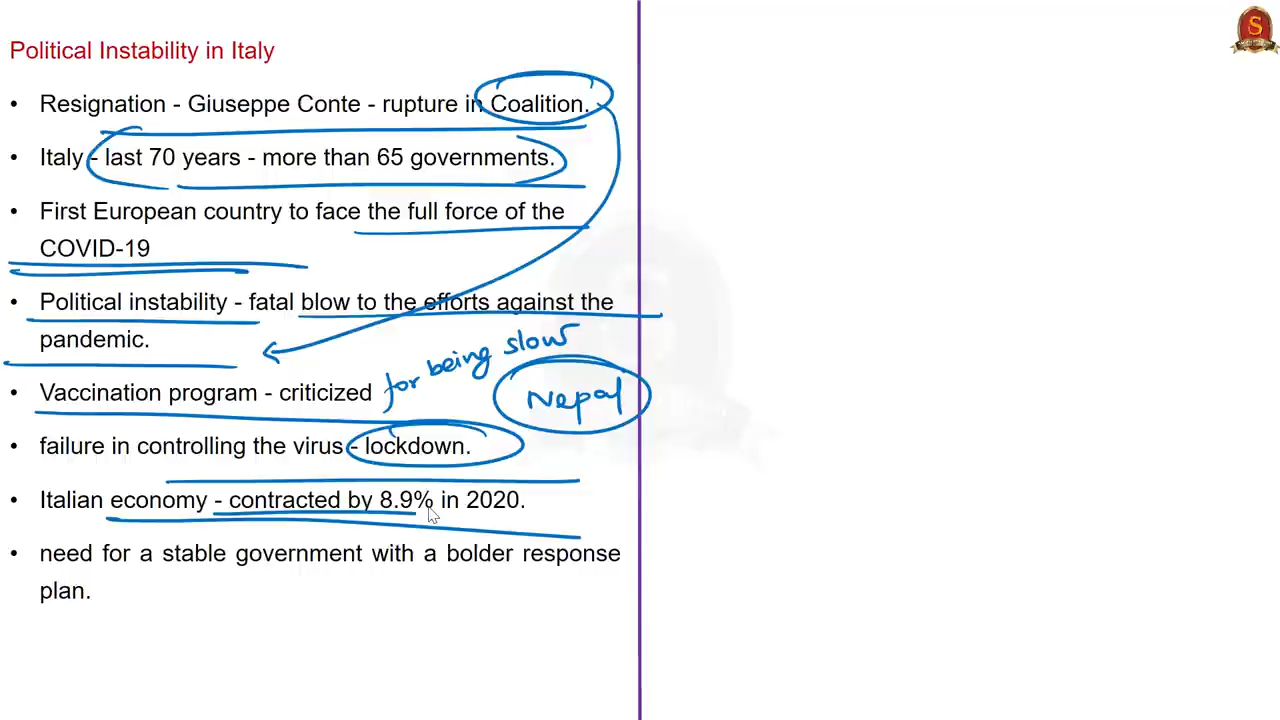 Political Instability in Italy
• Resignation - Giuseppe Conte - rupture in Coalition.
• Italy - last 70 years - more than 65 governments.
• First European country to face the full force of the
COVID-19
• Political instability - fatal blow to the efforts against the
pandemic.
• Vaccination program - criticized for being slow
Nepal
• failure in controlling the virus - lockdown.
• Italian economy - contracted by 8.9% in 2020.
• need for a stable government with a bolder response
plan.
S